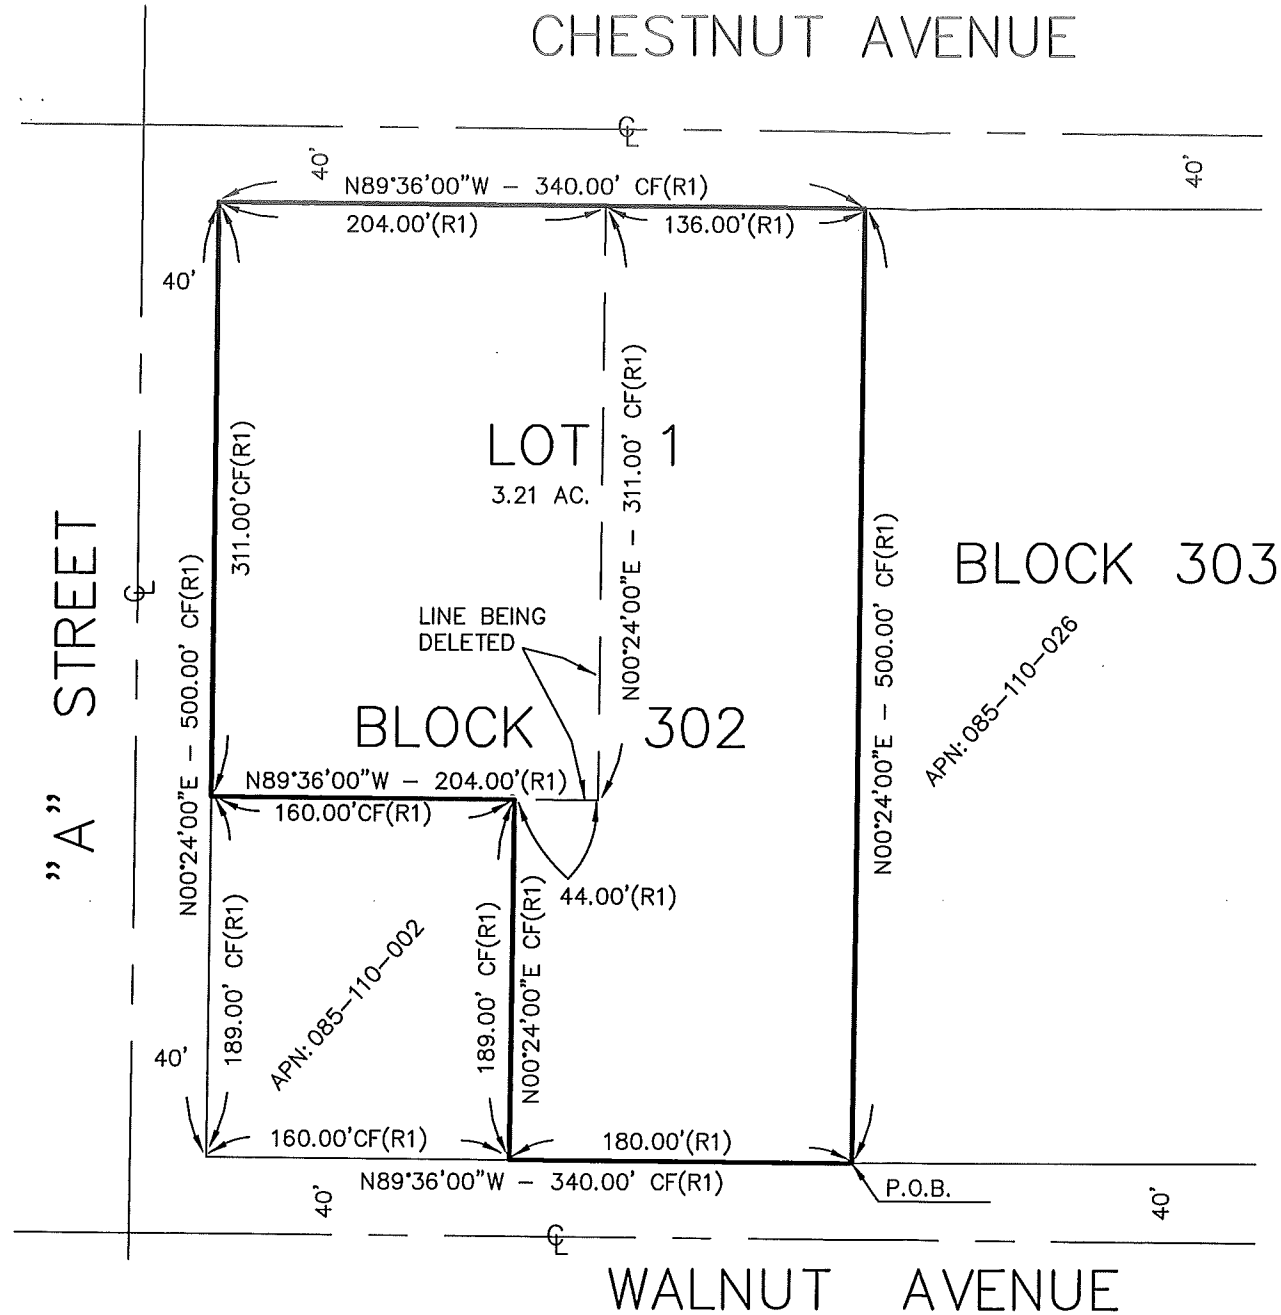 CHESTNUT AVENUE
℄
40'
40'
N89°36'00"W - 340.00' CF(R1)
204.00'(R1)
136.00'(R1)
40'
311.00'CF(R1)
N00°24'00"E - 311.00' CF(R1)
LOT 1
3.21 AC.
"A" STREET
℄
N00°24'00"E - 500.00' CF(R1)
N00°24'00"E - 500.00' CF(R1)
BLOCK 303
APN: 085-110-026
LINE BEING
DELETED
BLOCK 302
N89°36'00"W - 204.00'(R1)
160.00'CF(R1)
44.00'(R1)
189.00' CF(R1)
APN: 085-110-002
189.00' CF(R1)
N00°24'00"E CF(R1)
40'
160.00'CF(R1)
180.00'(R1)
N89°36'00"W - 340.00' CF(R1)
P.O.B.
40'
40'
℄
WALNUT AVENUE